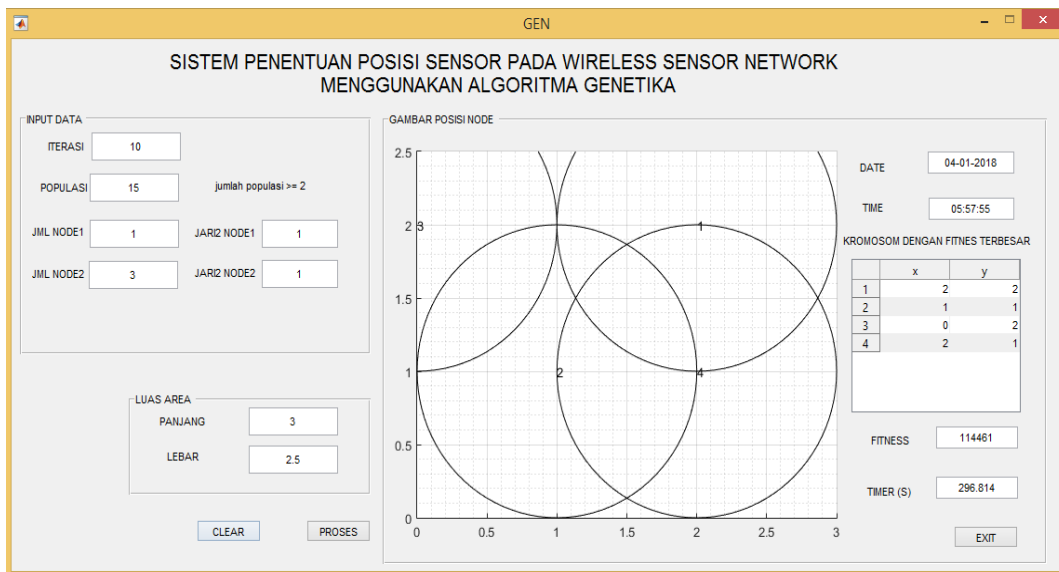 GEN
SISTEM PENENTUAN POSISI SENSOR PADA WIRELESS SENSOR NETWORK
MENGGUNAKAN ALGORITMA GENETIKA
INPUT DATA
ITERASI 10
POPULASI 15 jumlah populasi >= 2
JML NODE1 1 JARI2 NODE1 1
JML NODE2 3 JARI2 NODE2 1
LUAS AREA
PANJANG 3
LEBAR 2.5
CLEAR PROSES
GAMBAR POSISI NODE
2.5
2 3 1
1.5
1 2 4
0.5
0
0 0.5 1 1.5 2 2.5 3
DATE 04-01-2018
TIME 05:57:55
KROMOSOM DENGAN FITNES TERBESAR
x y
1 2 2
2 1 1
3 0 2
4 2 1
FITNESS 114461
TIMER (S) 296.814
EXIT